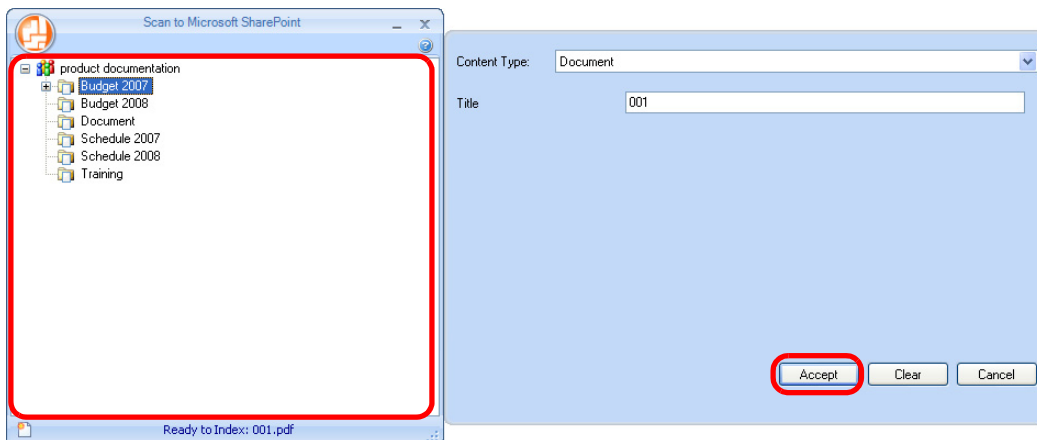 Scan to Microsoft SharePoint
product documentation
Budget 2007
Budget 2008
Document
Schedule 2007
Schedule 2008
Training
Ready to Index: 001.pdf
Content Type: Document
Title 001
Accept Clear Cancel